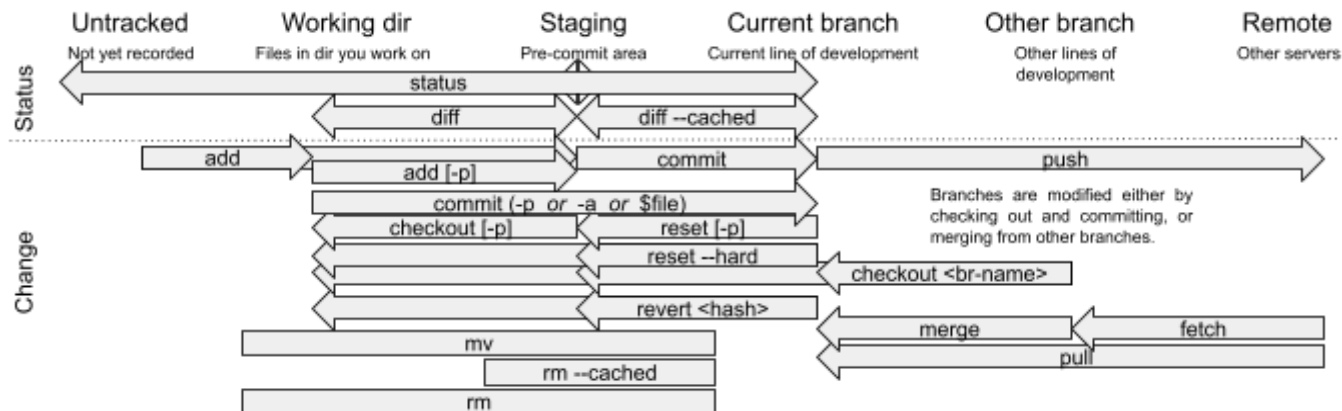 Untracked Working dir Staging Current branch Other branch Remote
Not yet recorded Files in dir you work on Pre-commit area Current line of development Other lines of Other servers
development
Status
status
diff diff --cached
Change
add commit push
add [-p]
commit (-p or -a or $file)
Branches are modified either by
checking out and committing, or
merging from other branches.
checkout [-p] reset [-p]
reset --hard
checkout <br-name>
revert <hash>
merge fetch
mv
pull
rm --cached
rm